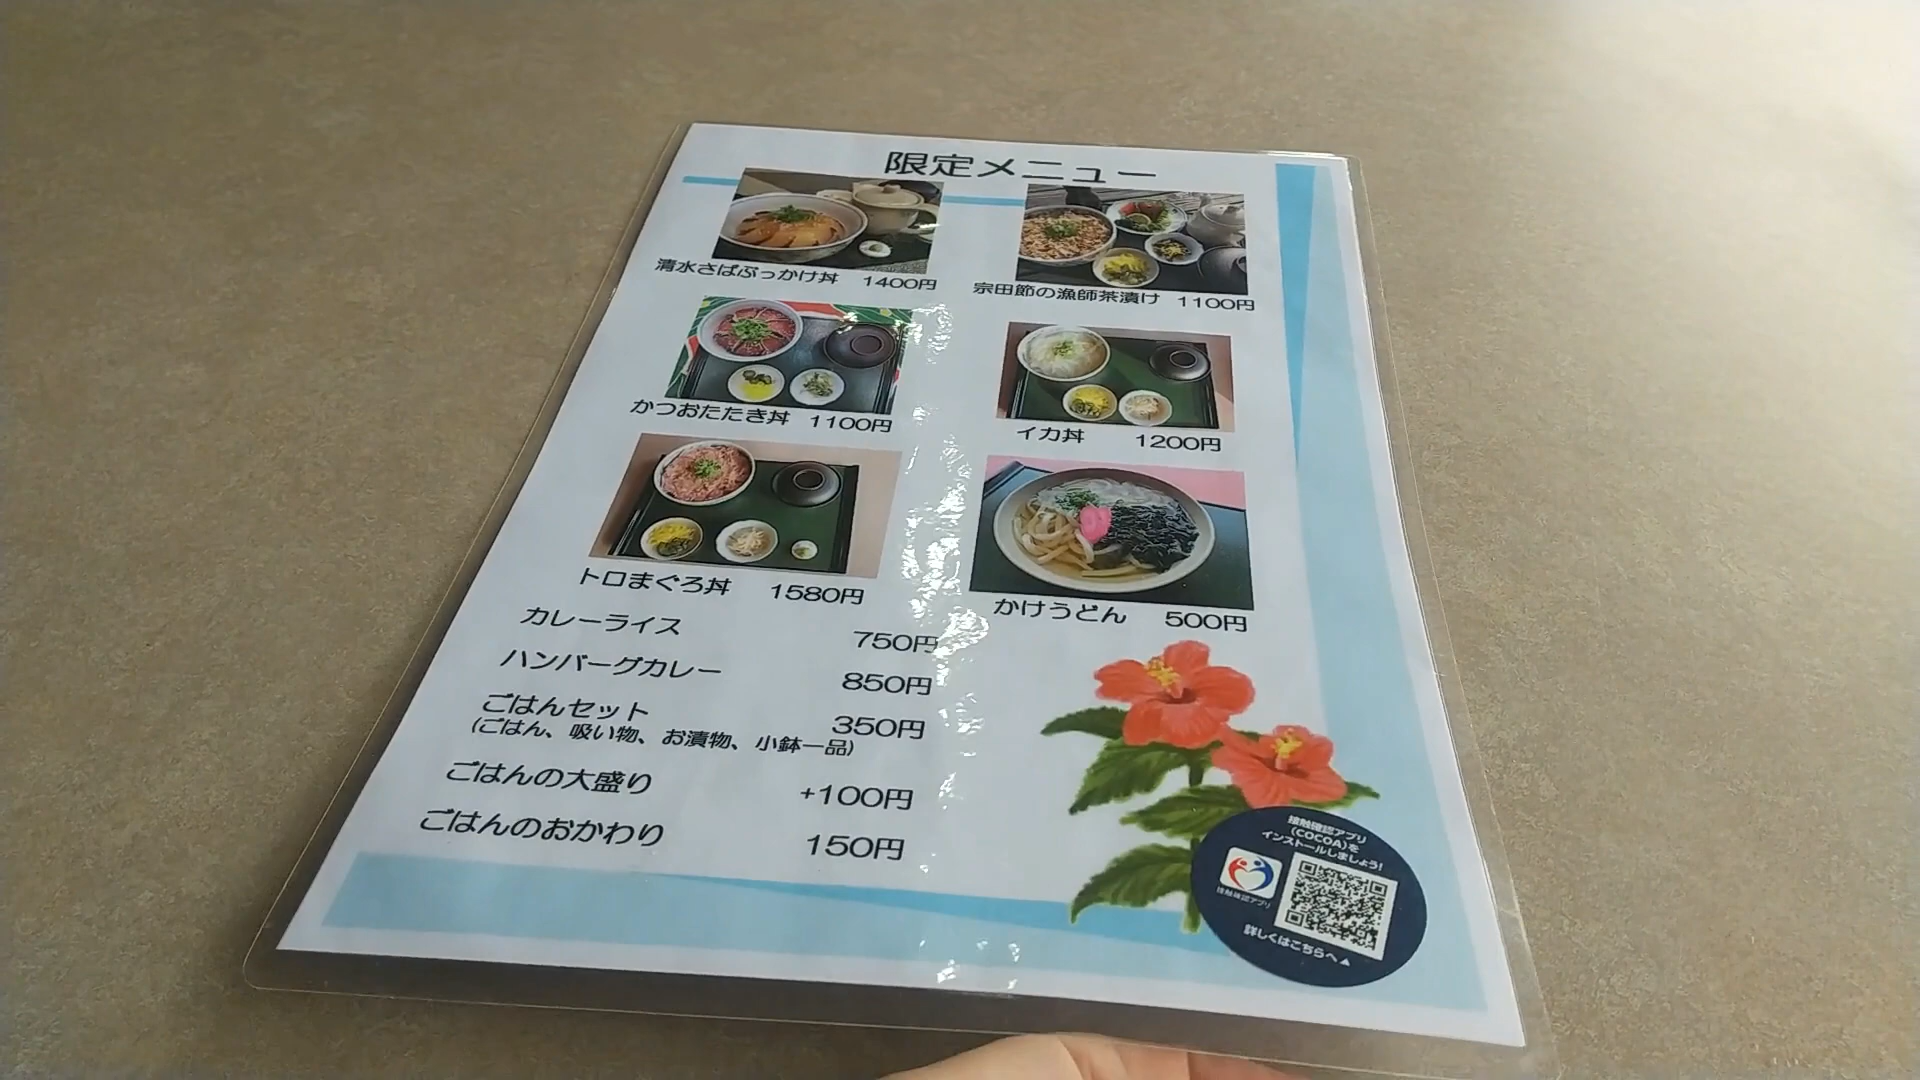 限定メニュー
清水さばぶっかけ丼 1400円
宗田節の漁師茶漬け 1100円
かつおたたき丼 1100円
イカ丼 1200円
トロまぐろ丼 1580円
かけうどん 500円
カレーライス 750円
ハンバーグカレー 850円
ごはんセット 350円
(ごはん、吸い物、お漬物、小鉢一品)
ごはんの大盛り +100円
ごはんのおかわり 150円
接触確認アプリ
(COCOA)を
インストールしましょう!
接触確認アプリ
詳しくはこちらへ▲